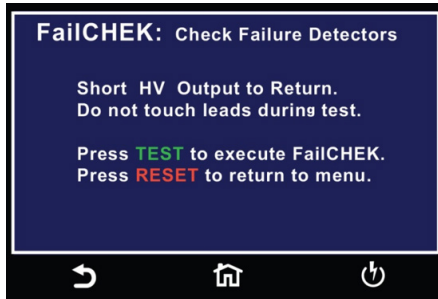 FailCHEK: Check Failure Detectors
Short HV Output to Return.
Do not touch leads during test.
Press TEST to execute FailCHEK.
Press RESET to return to menu.